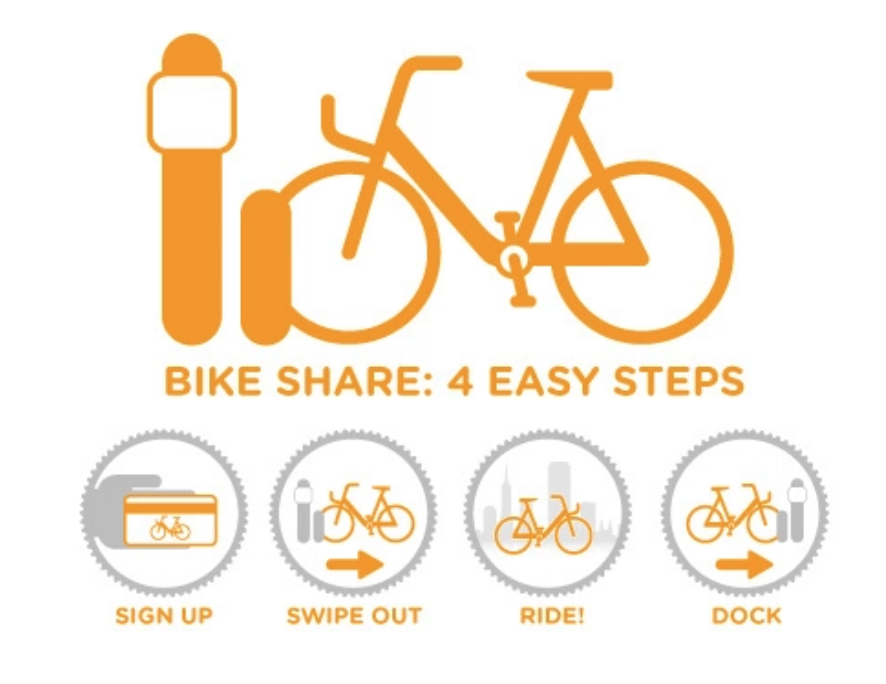 BIKE SHARE: 4 EASY STEPS
SIGN UP
SWIPE OUT
RIDE!
DOCK